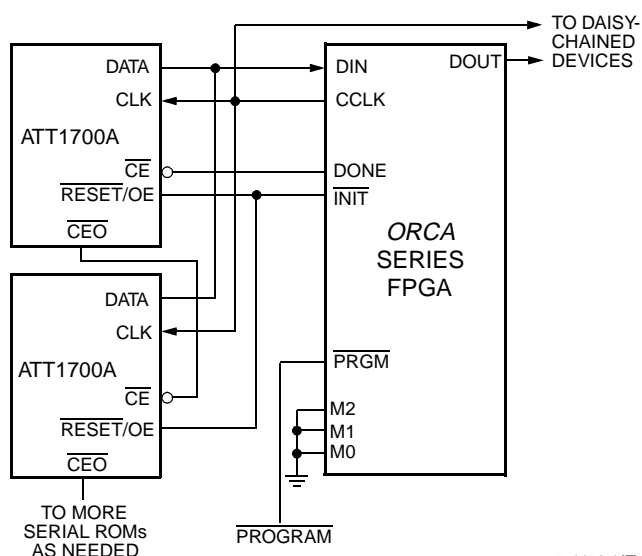 TO DAISY-
CHAINED
DEVICES
DATA
CLK
ATT1700A
CE
RESET/OE
CEO
DIN
DOUT
CCLK
DONE
INIT
ORCA
SERIES
FPGA
PRGM
M2
M1
M0
DATA
CLK
ATT1700A
CE
RESET/OE
CEO
TO MORE
SERIAL ROMs
AS NEEDED
PROGRAM